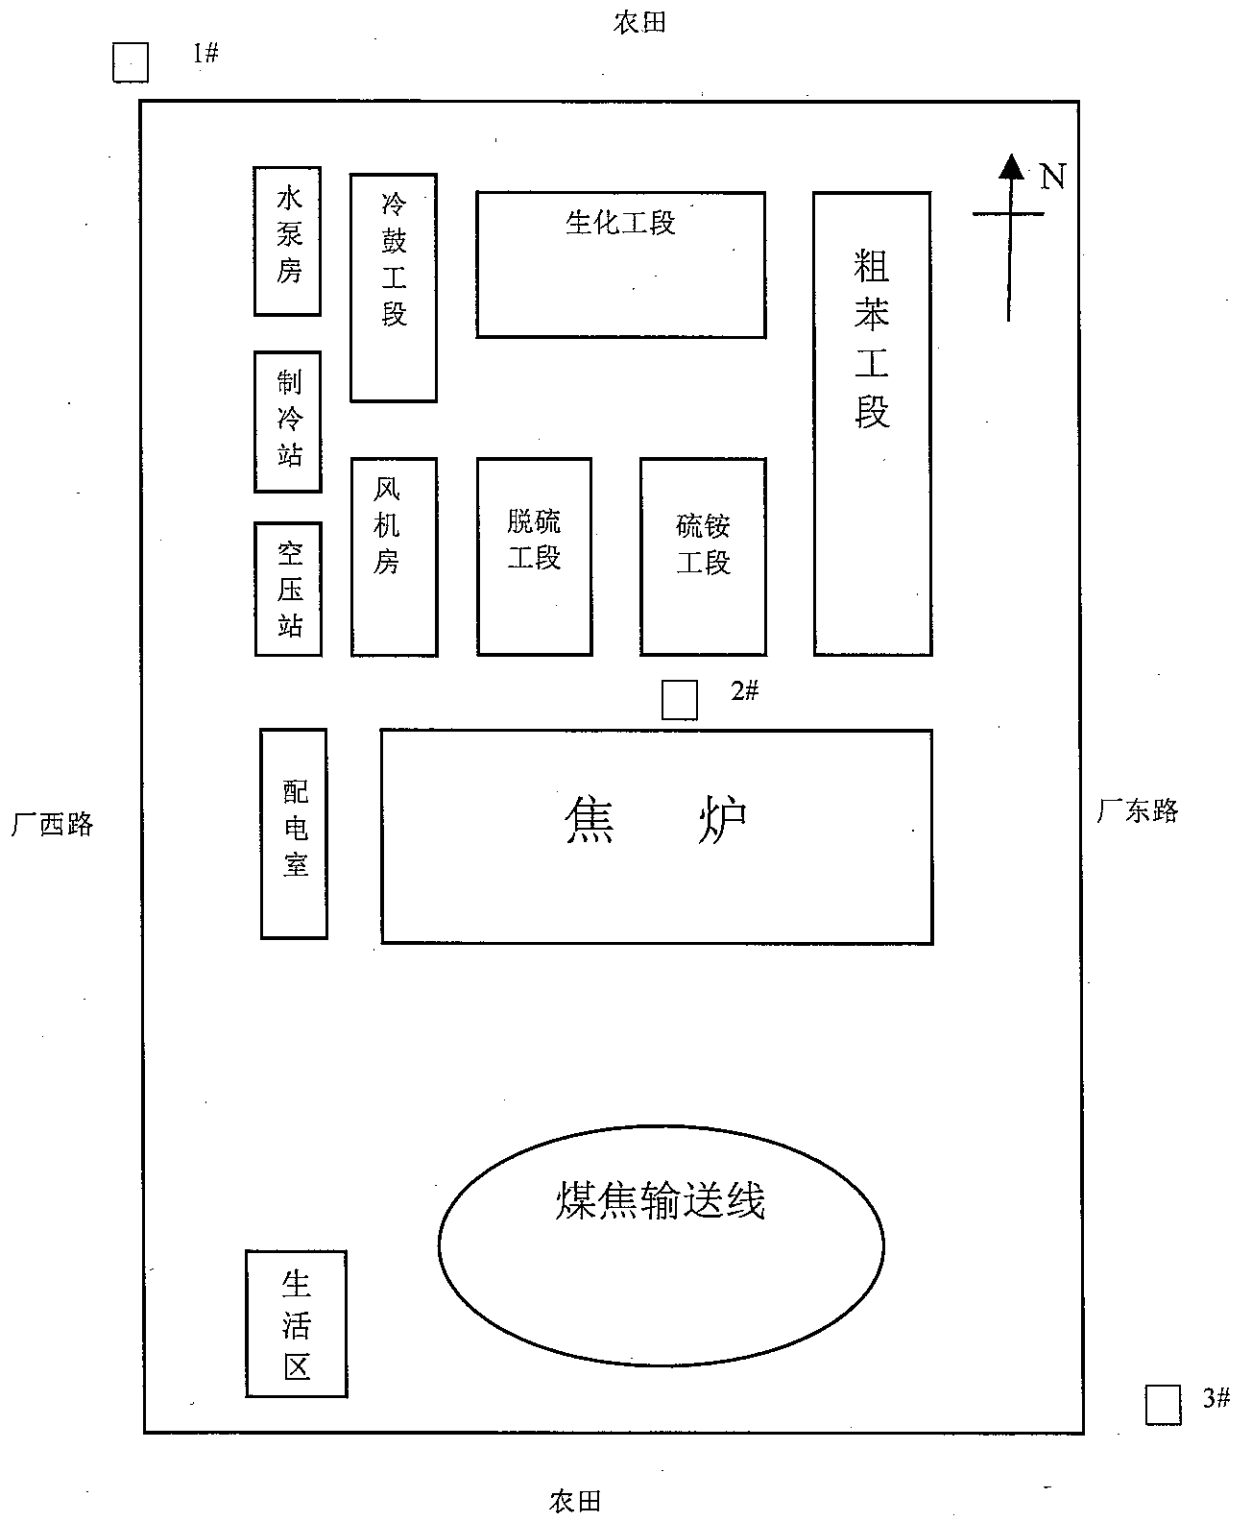 农田
1#
N
水泵房
冷鼓工段
生化工段
粗苯工段
制冷站
风机房
脱硫
工段
硫铵
工段
空压站
2#
配电室
焦 炉
厂西路
厂东路
煤焦输送线
生活区
3#
农田